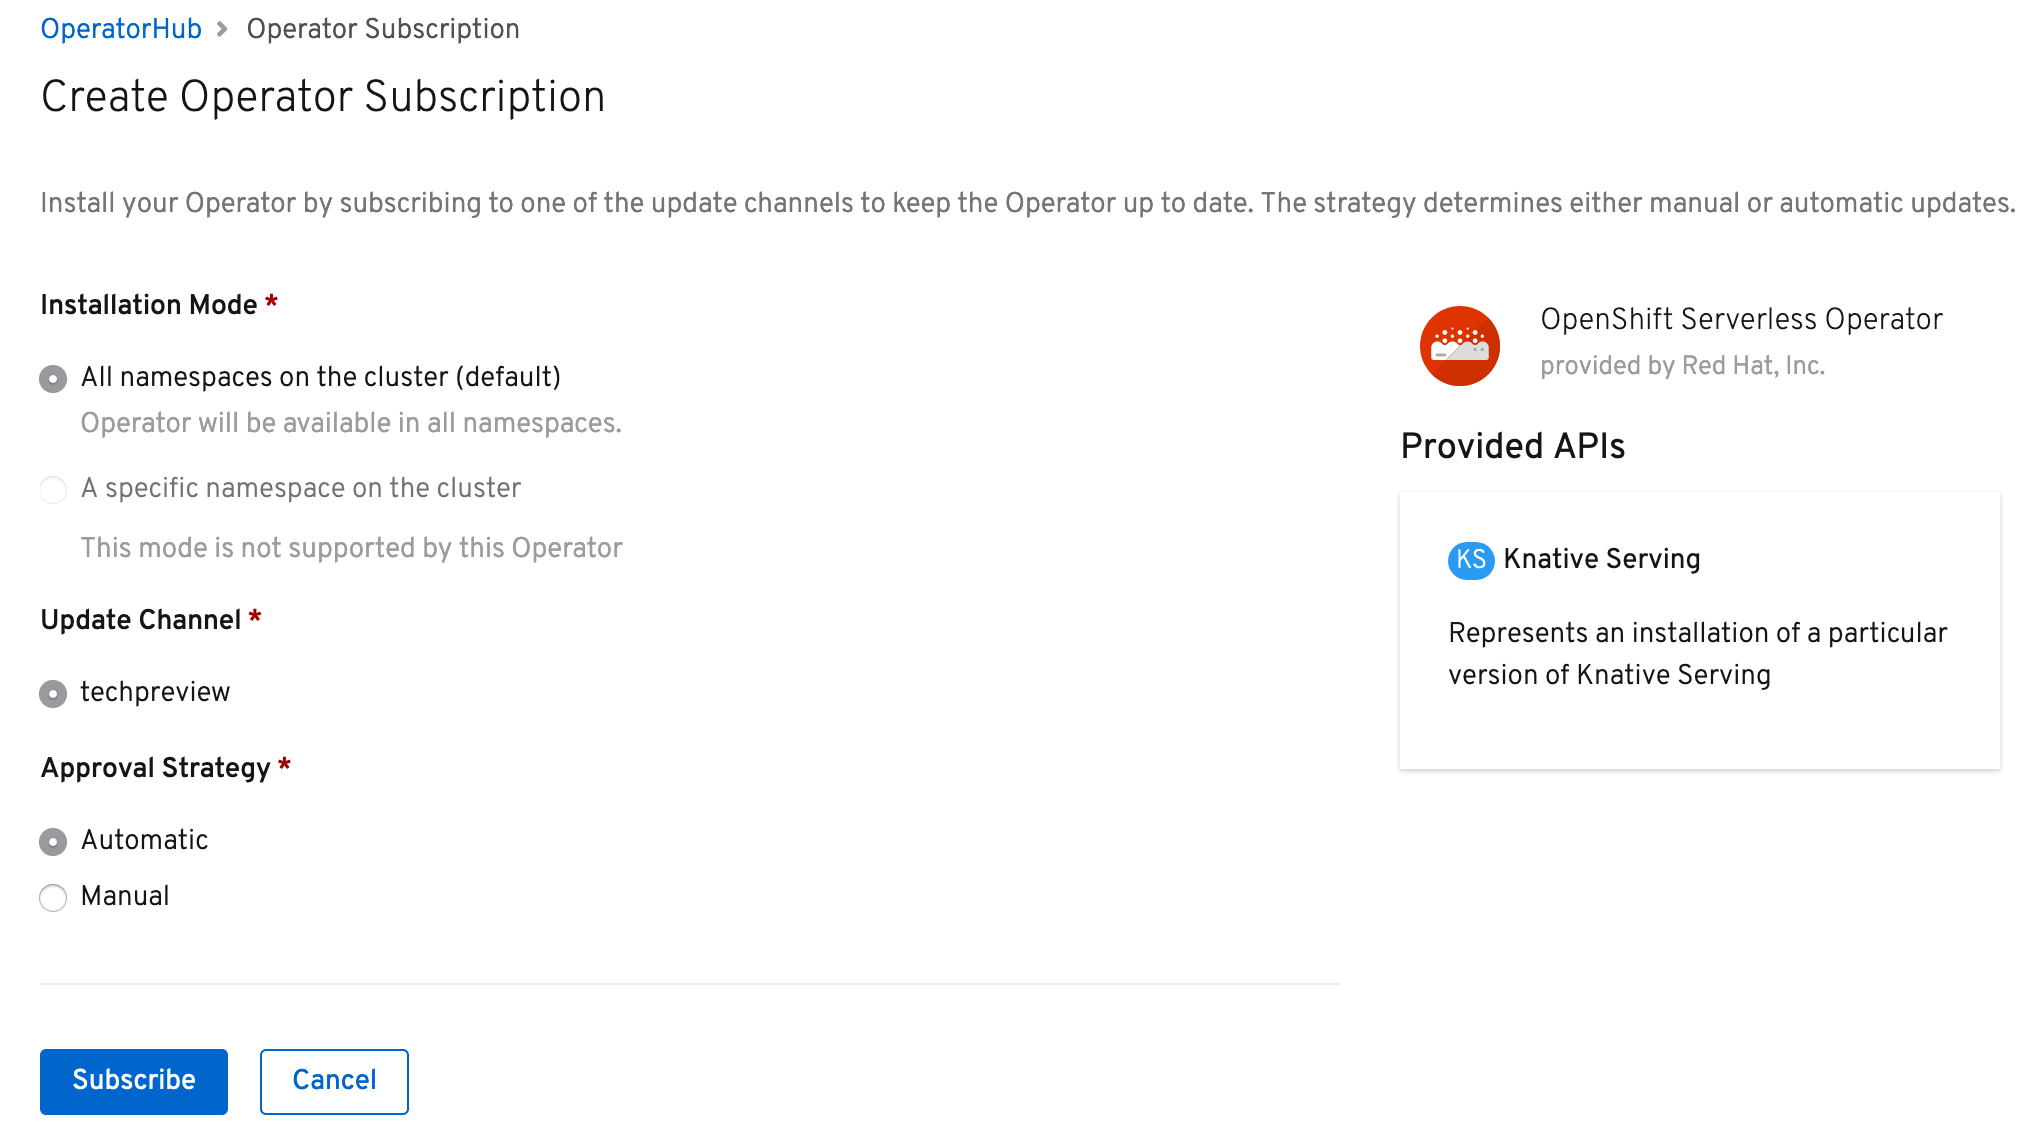 OperatorHub > Operator Subscription
Create Operator Subscription
Install your Operator by subscribing to one of the update channels to keep the Operator up to date. The strategy determines either manual or automatic updates.
Installation Mode *
All namespaces on the cluster (default)
Operator will be available in all namespaces.
A specific namespace on the cluster
This mode is not supported by this Operator
Update Channel *
techpreview
Approval Strategy *
Automatic
Manual
Subscribe
Cancel
OpenShift Serverless Operator
provided by Red Hat, Inc.
Provided APIs
KS Knative Serving
Represents an installation of a particular
version of Knative Serving